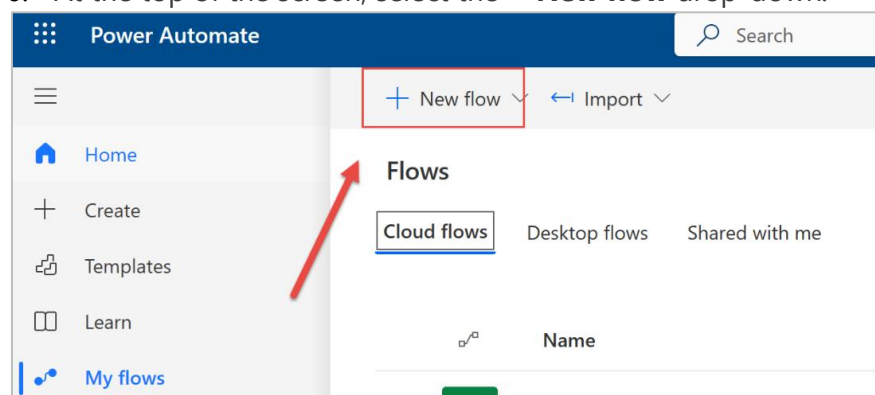 Power Automate
Search
New flow
Import
Home
Flows
Create
Cloud flows
Desktop flows
Shared with me
Templates
Learn
Name
My flows